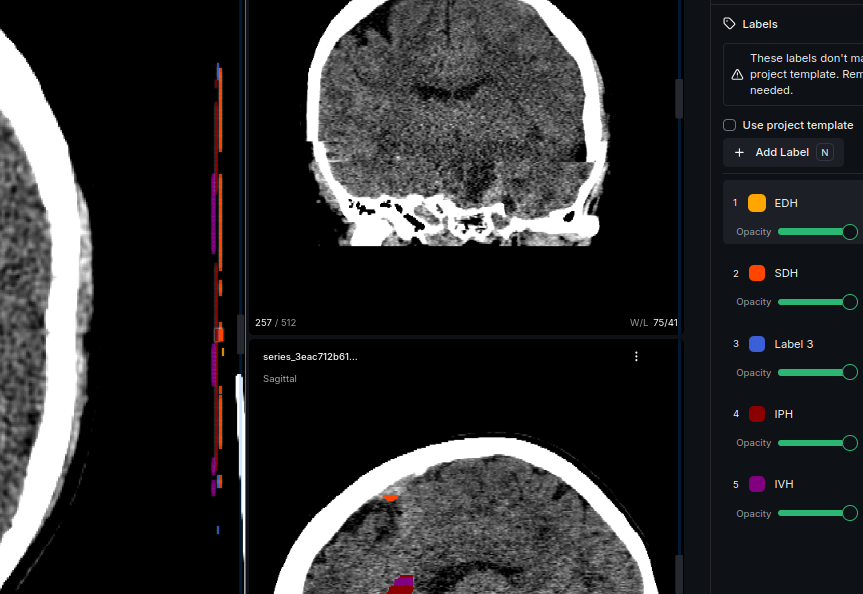 Labels
These labels don't ma
project template. Rem
needed.
Use project template
Add Label N
1 EDH
Opacity
2 SDH
Opacity
3 Label 3
Opacity
4 IPH
Opacity
5 IVH
Opacity
257 / 512
W/L 75/41
series_3eac712b61...
Sagittal